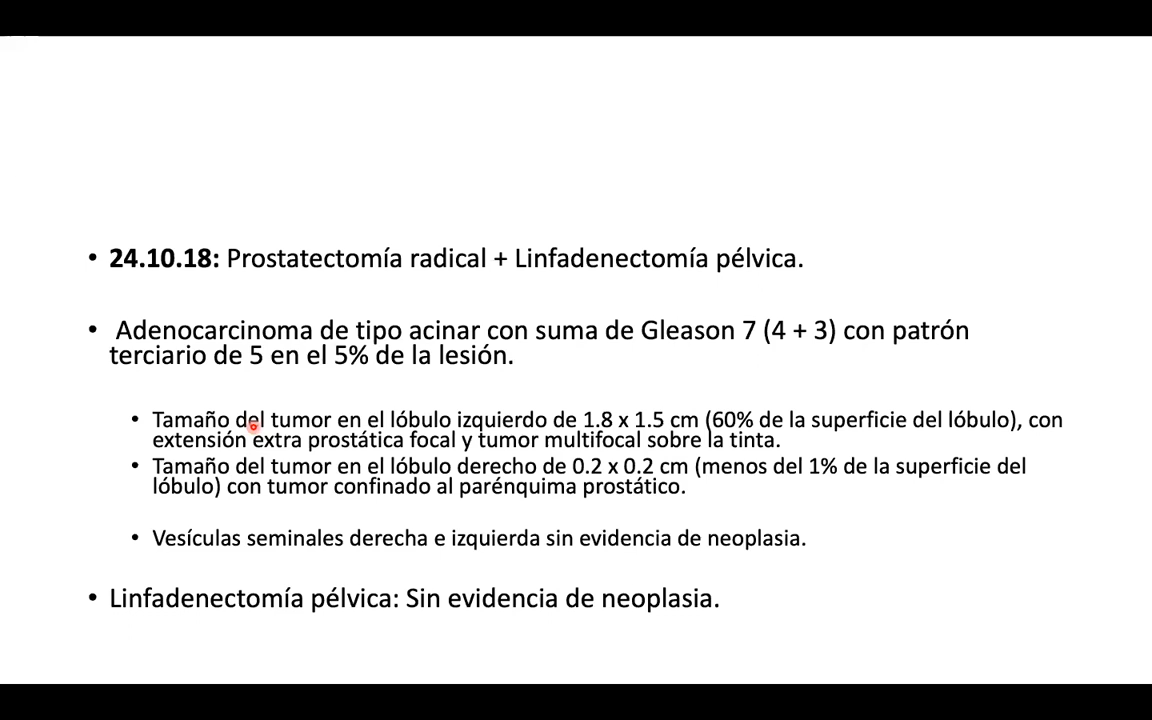 • 24.10.18: Prostatectomía radical + Linfadenectomía pélvica.
• Adenocarcinoma de tipo acinar con suma de Gleason 7 (4 + 3) con patrón
terciario de 5 en el 5% de la lesión.
• Tamaño del tumor en el lóbulo izquierdo de 1.8 x 1.5 cm (60% de la superficie del lóbulo), con
extensión extra prostática focal y tumor multifocal sobre la tinta.
• Tamaño del tumor en el lóbulo derecho de 0.2 x 0.2 cm (menos del 1% de la superficie del
lóbulo) con tumor confinado al parénquima prostático.
• Vesículas seminales derecha e izquierda sin evidencia de neoplasia.
• Linfadenectomía pélvica: Sin evidencia de neoplasia.